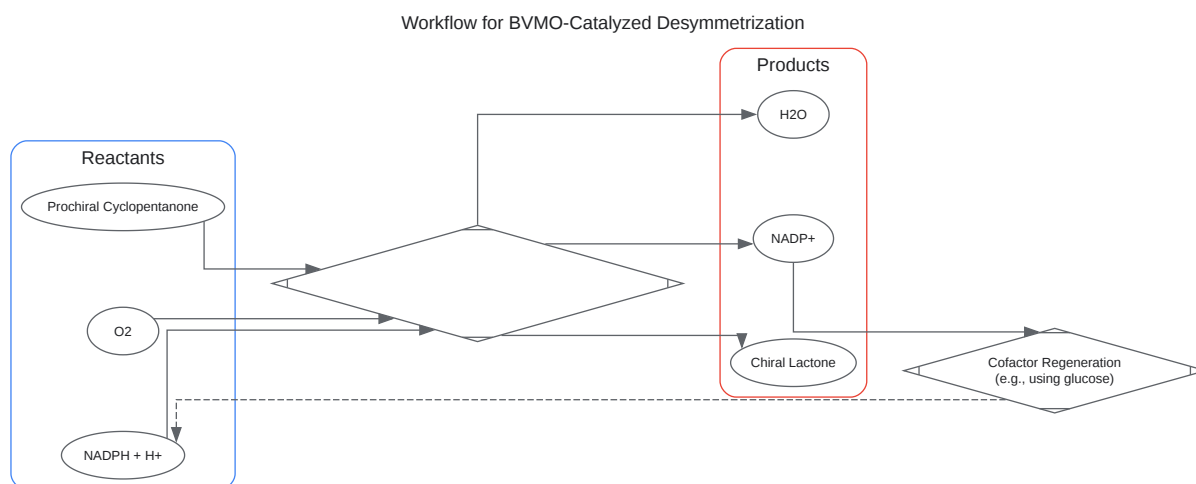 Workflow for BVMO-Catalyzed Desymmetrization
Products
H2O
Reactants
Prochiral Cyclopentanone
NADP+
O2
Chiral Lactone
Cofactor Regeneration
(e.g., using glucose)
NADPH + H+